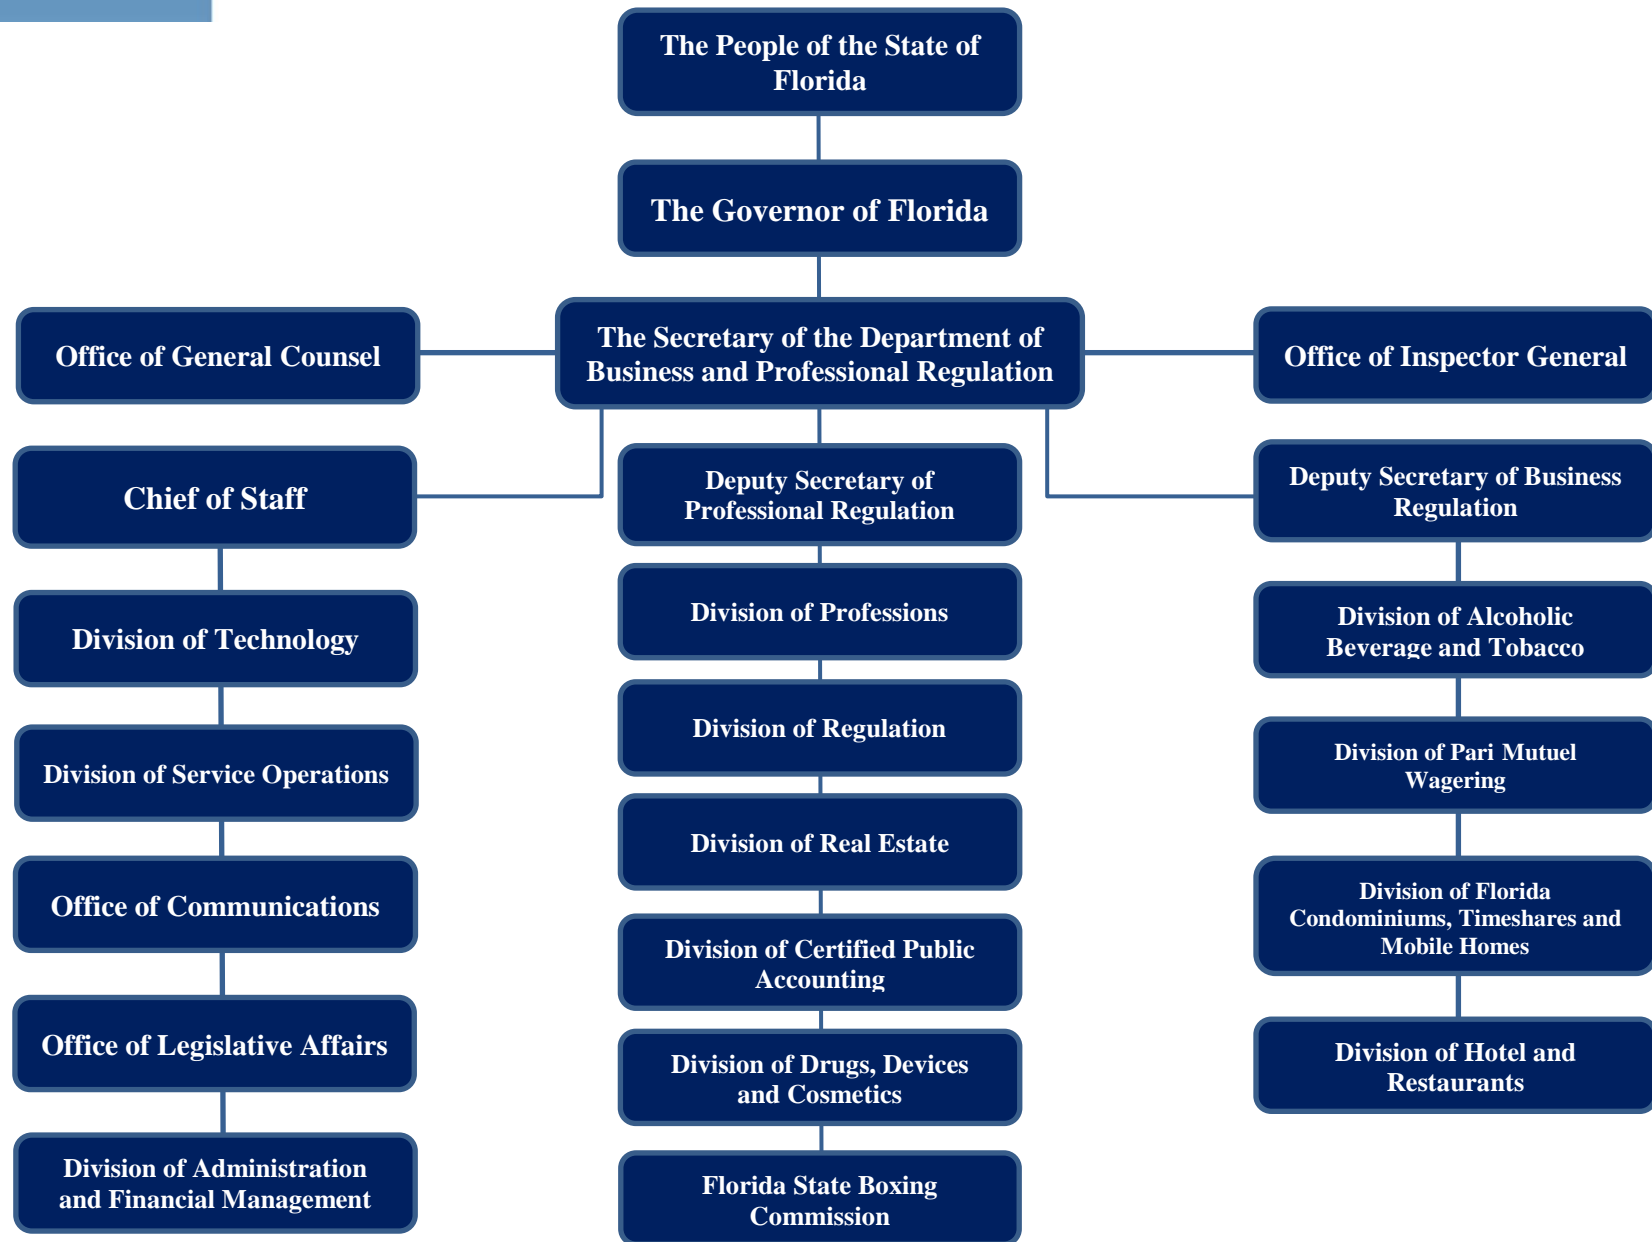 The People of the State of
Florida
The Governor of Florida
Office of General Counsel
The Secretary of the Department of
Business and Professional Regulation
Office of Inspector General
Chief of Staff
Deputy Secretary of
Professional Regulation
Deputy Secretary of Business
Regulation
Division of Technology
Division of Professions
Division of Alcoholic
Beverage and Tobacco
Division of Service Operations
Division of Regulation
Division of Pari Mutuel
Wagering
Office of Communications
Division of Real Estate
Division of Florida
Condominiums, Timeshares and
Mobile Homes
Office of Legislative Affairs
Division of Certified Public
Accounting
Division of Hotel and
Restaurants
Division of Drugs, Devices
and Cosmetics
Division of Administration
and Financial Management
Florida State Boxing
Commission